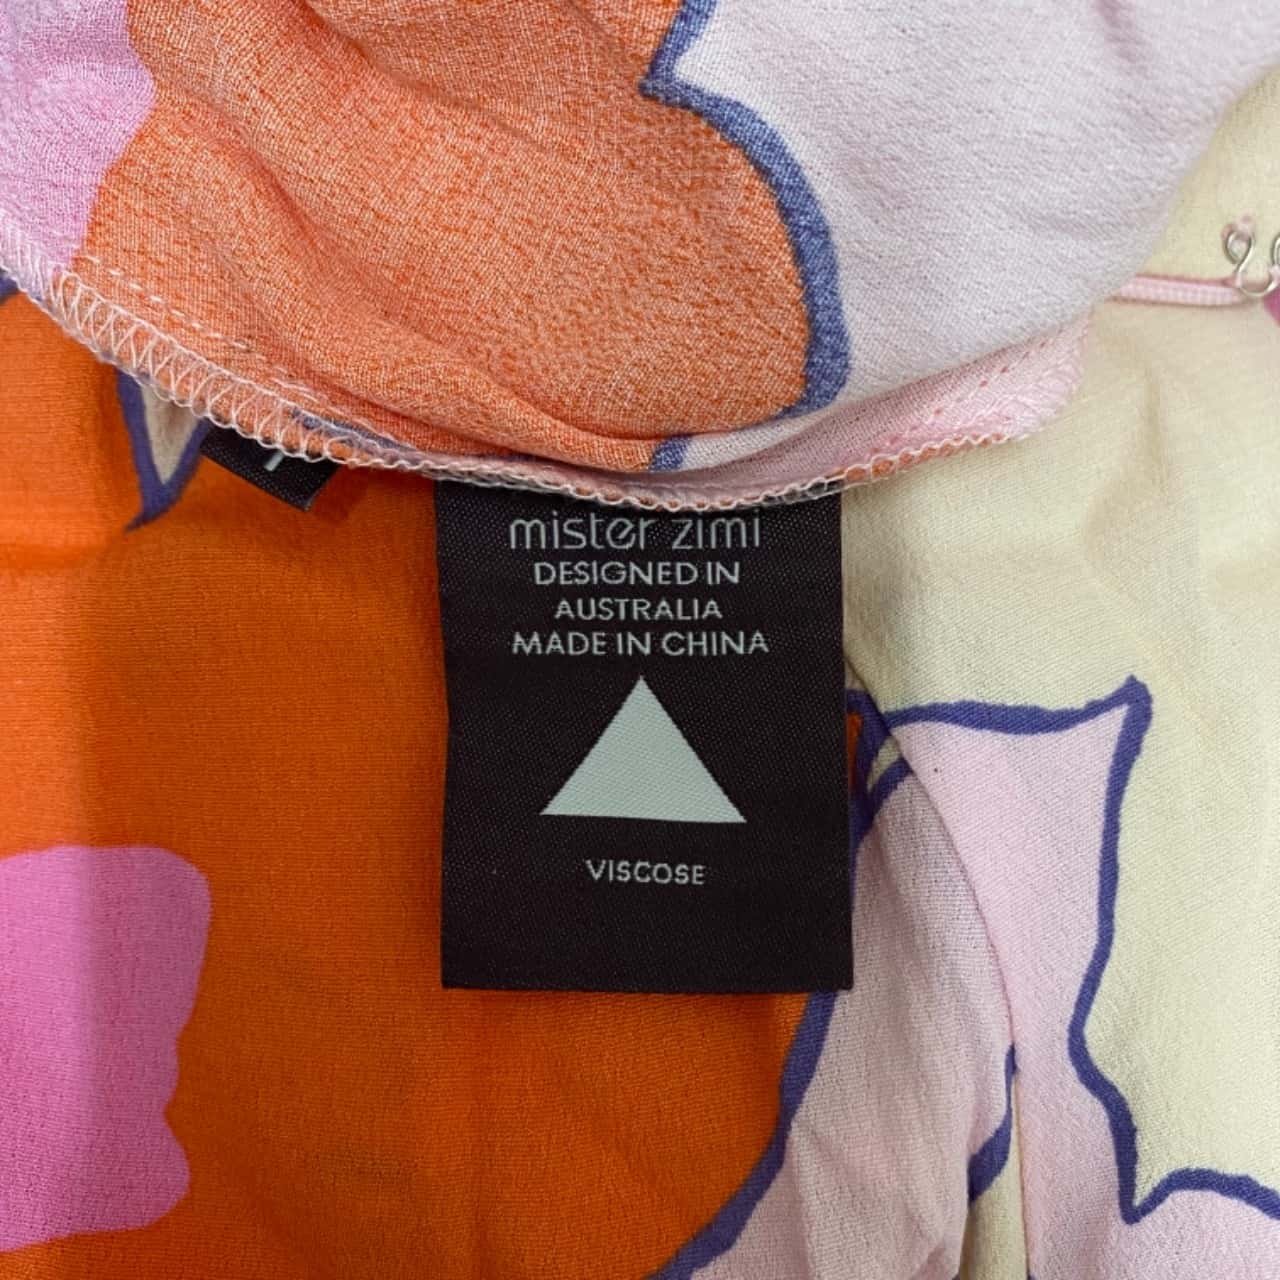 mister zimi
DESIGNED IN
AUSTRALIA
MADE IN CHINA
VISCOSE